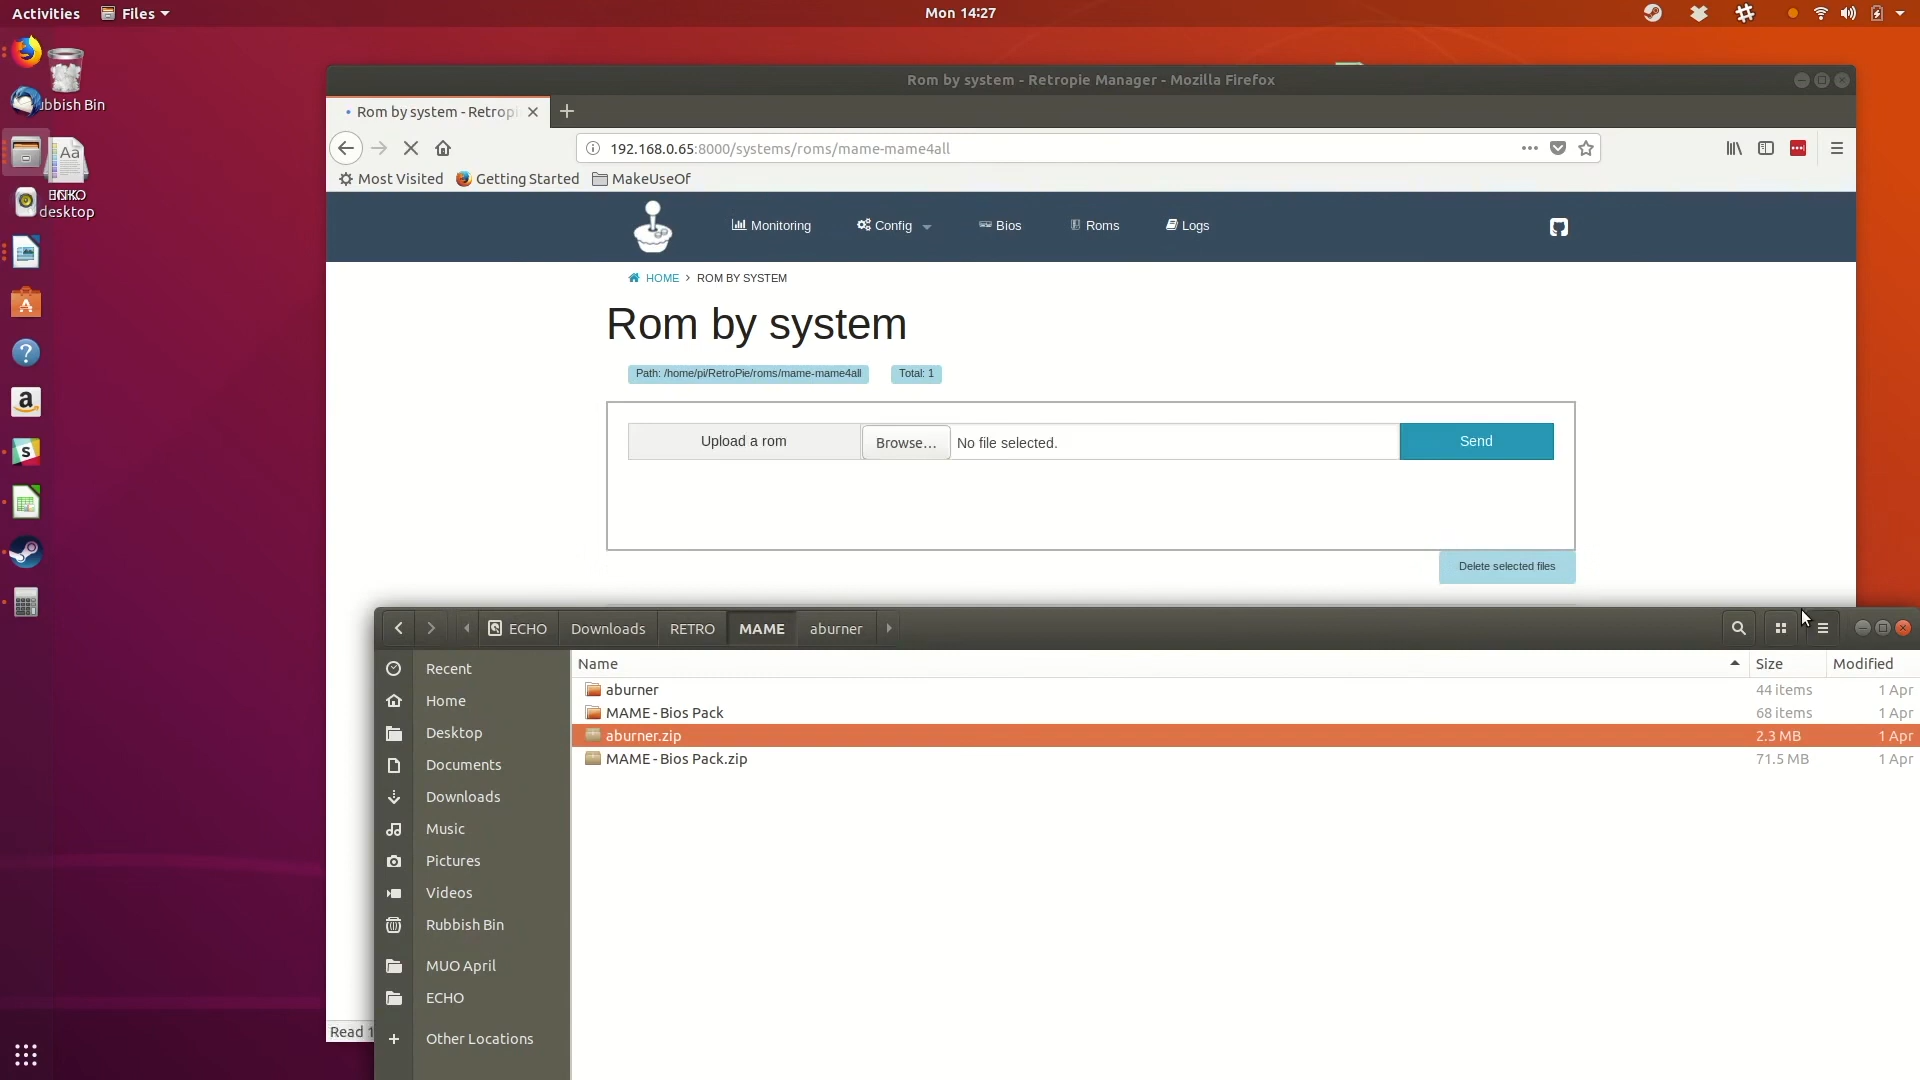 Activities
Files
Mon 14:27
Rubbish Bin
Aa
desktop
Rom by system - Retropie Manager - Mozilla Firefox
Rom by system - Retropi
192.168.0.65:8000/systems/roms/mame-mame4all
Most Visited
Getting Started
MakeUseOf
Monitoring
Config
Bios
Roms
Logs
HOME > ROM BY SYSTEM
Rom by system
Path: /home/pi/RetroPie/roms/mame-mame4all
Total: 1
Upload a rom
Browse...
No file selected.
Send
Delete selected files
Read 1
ECHO
Downloads
RETRO
MAME
aburner
Recent
Home
Desktop
Documents
Downloads
Music
Pictures
Videos
Rubbish Bin
MUO April
ECHO
Other Locations
Name Size Modified
aburner 44 items 1 Apr
MAME - Bios Pack 68 items 1 Apr
aburner.zip 2.3 MB 1 Apr
MAME - Bios Pack.zip 71.5 MB 1 Apr